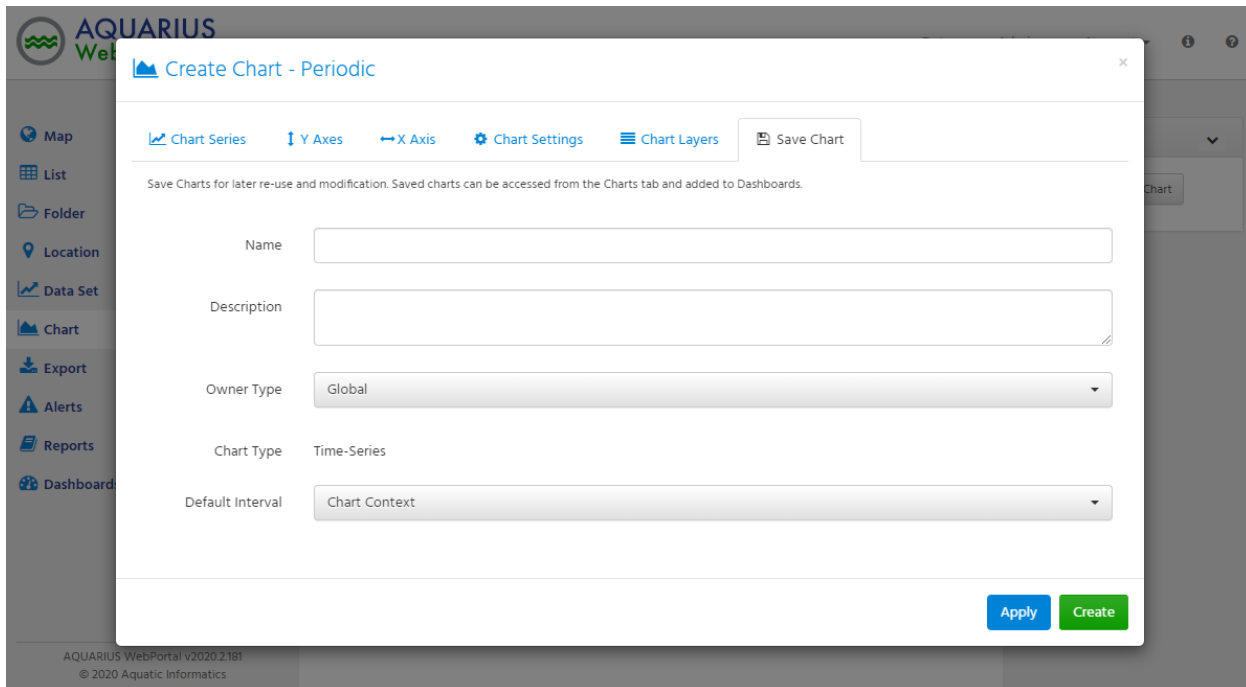 AQUARIUS
Web
Create Chart - Periodic
×
Chart Series
Y Axes
X Axis
Chart Settings
Chart Layers
Save Chart
Save Charts for later re-use and modification. Saved charts can be accessed from the Charts tab and added to Dashboards.
Name
Description
Owner Type
Global
Chart Type
Time-Series
Default Interval
Chart Context
Apply
Create
Map
List
Folder
Location
Data Set
Chart
Export
Alerts
Reports
Dashboards
Chart
AQUARIUS WebPortal v2020.2.181
© 2020 Aquatic Informatics